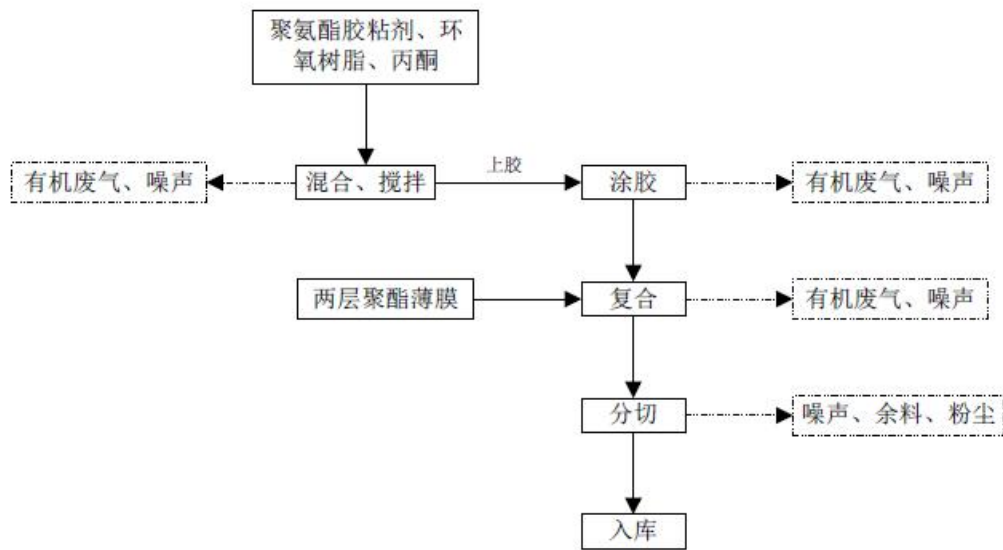 聚氨酯胶粘剂、环
氧树脂、丙酮
有机废气、噪声
混合、搅拌
上胶
涂胶
有机废气、噪声
两层聚酯薄膜
复合
有机废气、噪声
分切
噪声、余料、粉尘
入库